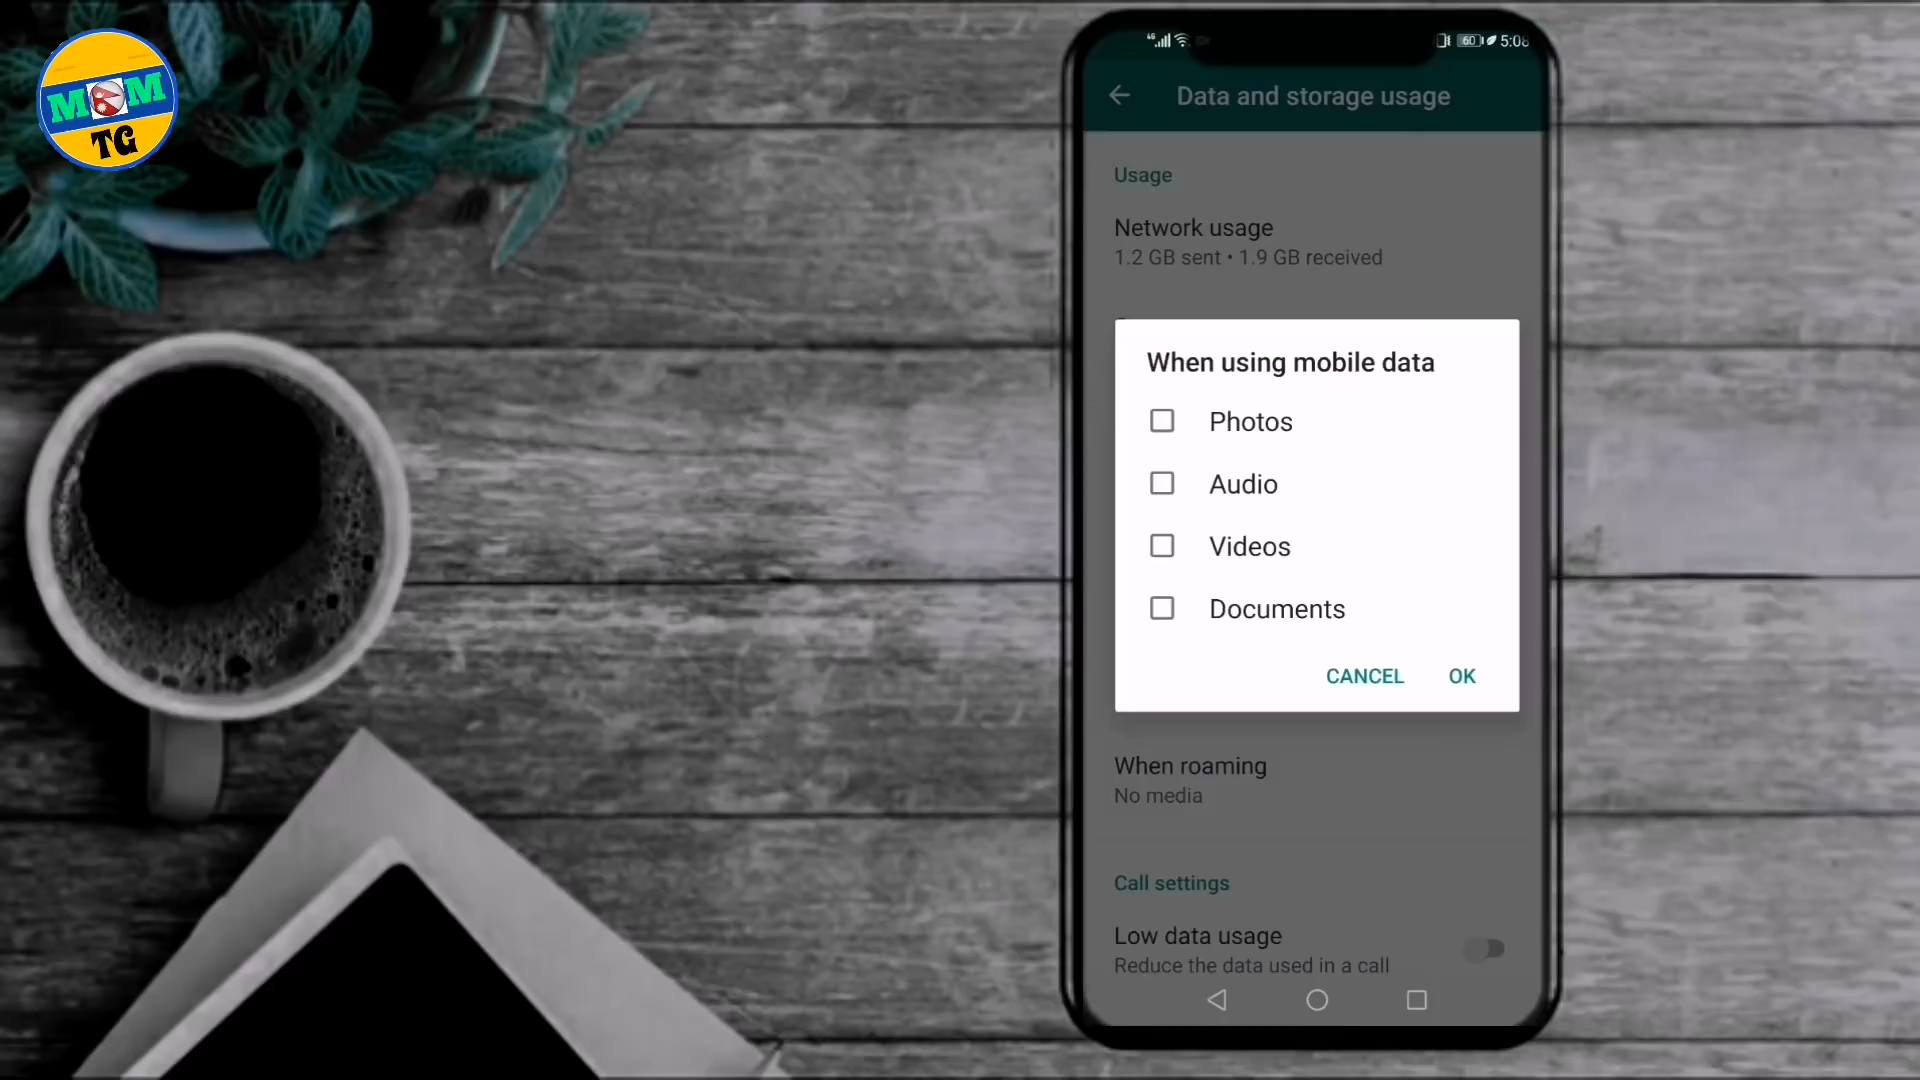 MOM
TG
4G
60
5:08
Data and storage usage
Usage
Network usage
1.2 GB sent • 1.9 GB received
When using mobile data
Photos
Audio
Videos
Documents
CANCEL
OK
When roaming
No media
Call settings
Low data usage
Reduce the data used in a call